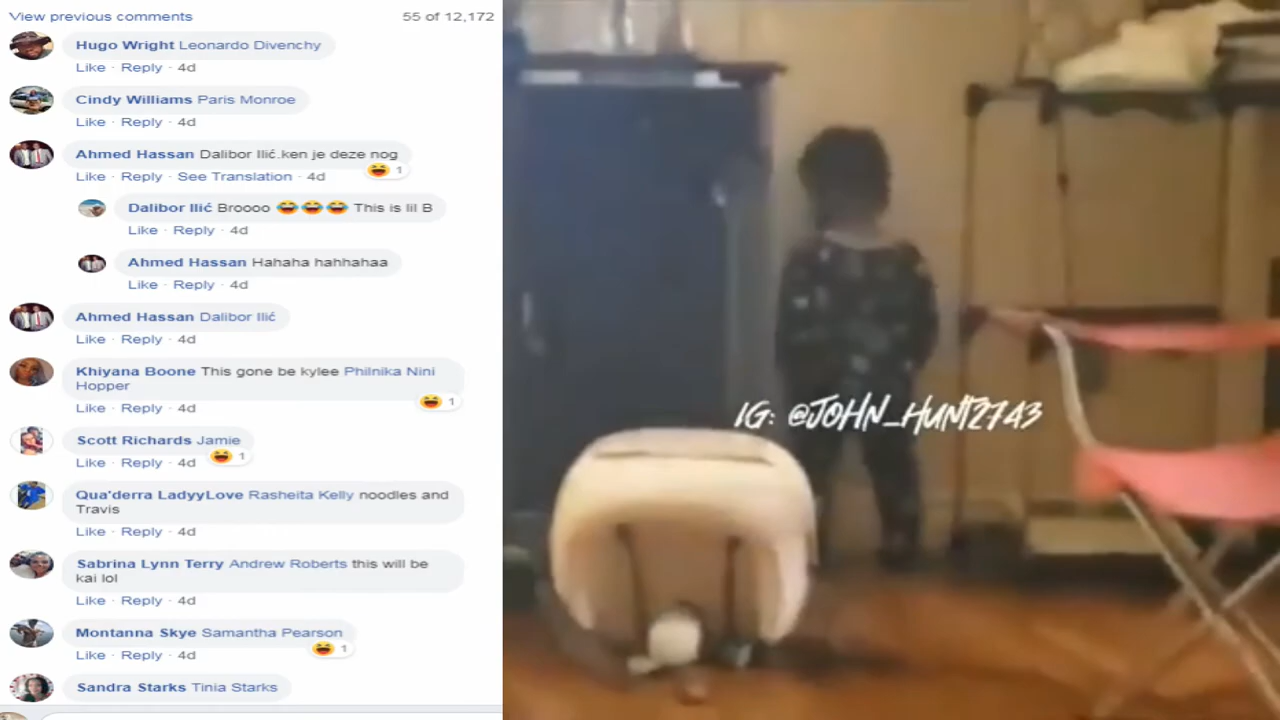 View previous comments 55 of 12,172
Hugo Wright Leonardo Divenchy
Like · Reply · 4d
Cindy Williams Paris Monroe
Like · Reply · 4d
Ahmed Hassan Dalibor Ilić.ken je deze nog
1
Like · Reply · See Translation · 4d
Dalibor Ilić Broooo 😂😂😂 This is lil B
Like · Reply · 4d
Ahmed Hassan Hahaha hahhahaa
Like · Reply · 4d
Ahmed Hassan Dalibor Ilić
Like · Reply · 4d
Khiyana Boone This gone be kylee Philnika Nini
Hopper
1
Like · Reply · 4d
Scott Richards Jamie
Like · Reply · 4d 1
Qua'derra LadyyLove Rasheita Kelly noodles and
Travis
Like · Reply · 4d
Sabrina Lynn Terry Andrew Roberts this will be
kai lol
Like · Reply · 4d
Montanna Skye Samantha Pearson
1
Like · Reply · 4d
Sandra Starks Tinia Starks
IG: @JOHN_HUNT2743